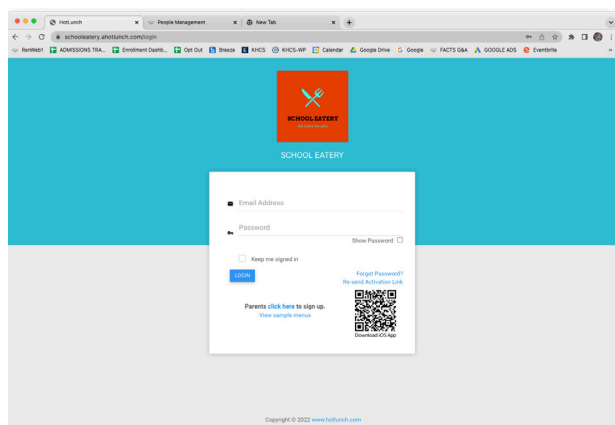 HotLunch
People Management
New Tab
schooleatery.ahotlunch.com/login
RenWeb1
ADMISSIONS TRA...
Enrollment Dashb...
Opt Out
Breeze
KHCS
KHCS-WP
Calendar
Google Drive
Google
FACTS G&A
GOOGLE ADS
Eventbrite
SCHOOL EATERY
SCHOOL EATERY
Email Address
Password
Show Password
Keep me signed in
LOGIN
Forgot Password?
Re-send Activation Link
Parents click here to sign up.
View sample menus
Download iOS App
Copyright © 2022 www.hotlunch.com